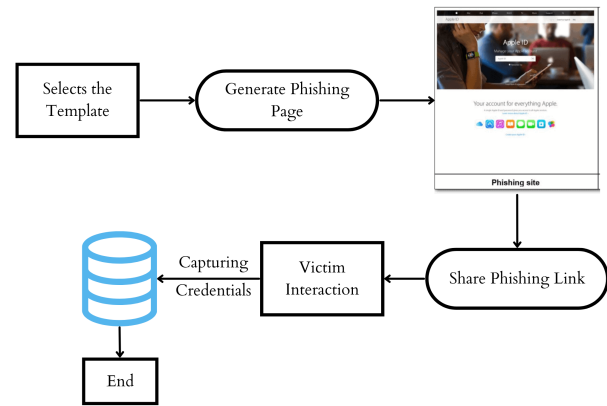 Selects the
Template
Generate Phishing
Page
Apple ID
Your account for everything Apple.
Phishing site
Share Phishing Link
Victim
Interaction
Capturing
Credentials
End